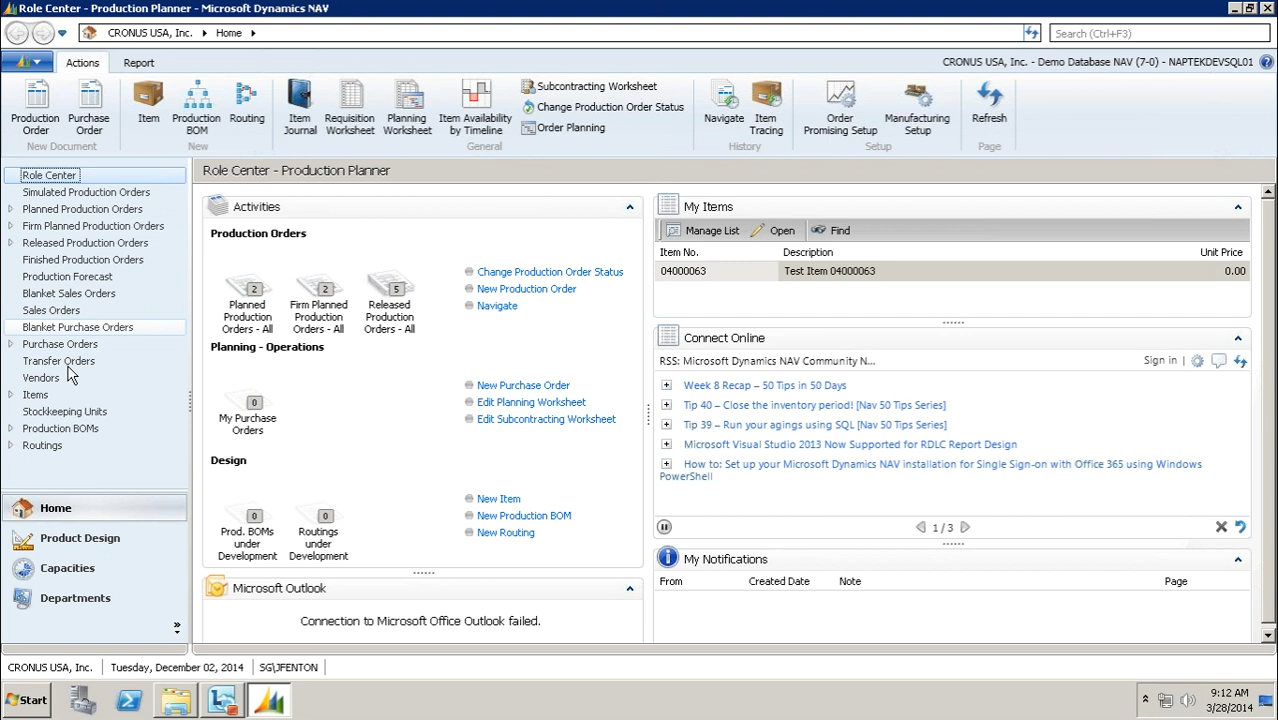 Role Center - Production Planner - Microsoft Dynamics NAV
CRONUS USA, Inc. Home
Search (Ctrl+F3)
Actions Report
CRONUS USA, Inc. - Demo Database NAV (7-0) - NAPTEKDEVSQL01
Production Order
Purchase Order
New Document
Item
Production BOM
Routing
New
Item Journal
Requisition Worksheet
Planning Worksheet
Item Availability by Timeline
Subcontracting Worksheet
Change Production Order Status
Order Planning
General
Navigate
Item Tracing
History
Order Promising Setup
Manufacturing Setup
Setup
Refresh
Page
Role Center
Simulated Production Orders
Planned Production Orders
Firm Planned Production Orders
Released Production Orders
Finished Production Orders
Production Forecast
Blanket Sales Orders
Sales Orders
Blanket Purchase Orders
Purchase Orders
Transfer Orders
Vendors
Items
Stockkeeping Units
Production BOMs
Routings
Home
Product Design
Capacities
Departments
Role Center - Production Planner
Activities
Production Orders
2
Planned
Production
Orders - All
2
Firm Planned
Production
Orders - All
5
Released
Production
Orders - All
Change Production Order Status
New Production Order
Navigate
Planning - Operations
0
My Purchase
Orders
New Purchase Order
Edit Planning Worksheet
Edit Subcontracting Worksheet
Design
0
Prod. BOMs
under
Development
0
Routings
under
Development
New Item
New Production BOM
New Routing
Microsoft Outlook
Connection to Microsoft Office Outlook failed.
My Items
Manage List Open Find
Item No. Description Unit Price
04000063 Test Item 04000063 0.00
Connect Online
RSS: Microsoft Dynamics NAV Community N...
Sign in |
Week 8 Recap – 50 Tips in 50 Days
Tip 40 – Close the inventory period! [Nav 50 Tips Series]
Tip 39 – Run your agings using SQL [Nav 50 Tips Series]
Microsoft Visual Studio 2013 Now Supported for RDLC Report Design
How to: Set up your Microsoft Dynamics NAV installation for Single Sign-on with Office 365 using Windows
PowerShell
1 / 3
My Notifications
From Created Date Note Page
CRONUS USA, Inc. Tuesday, December 02, 2014 SG\JFENTON
Start
9:12 AM
3/28/2014